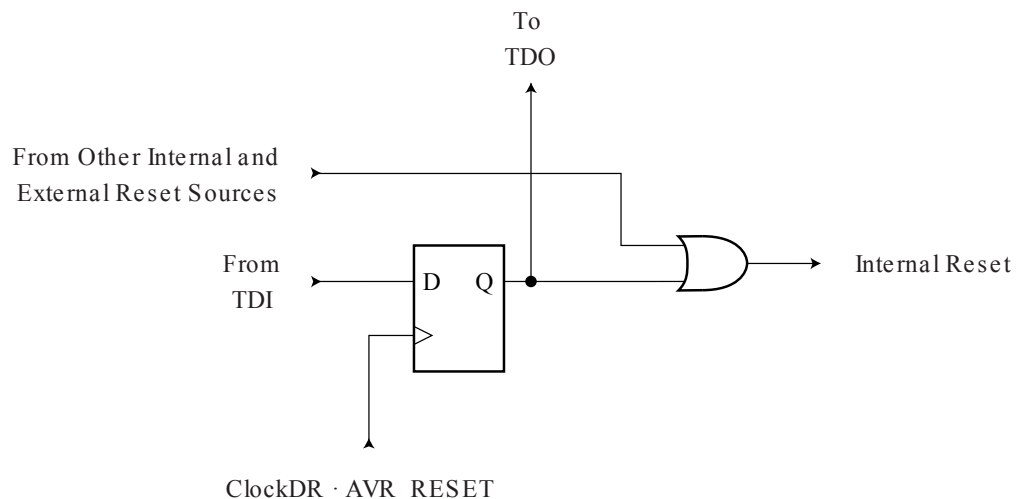 To
TDO
From Other Internal and
External Reset Sources
From
TDI
D
Q
Internal Reset
ClockDR · AVR_RESET